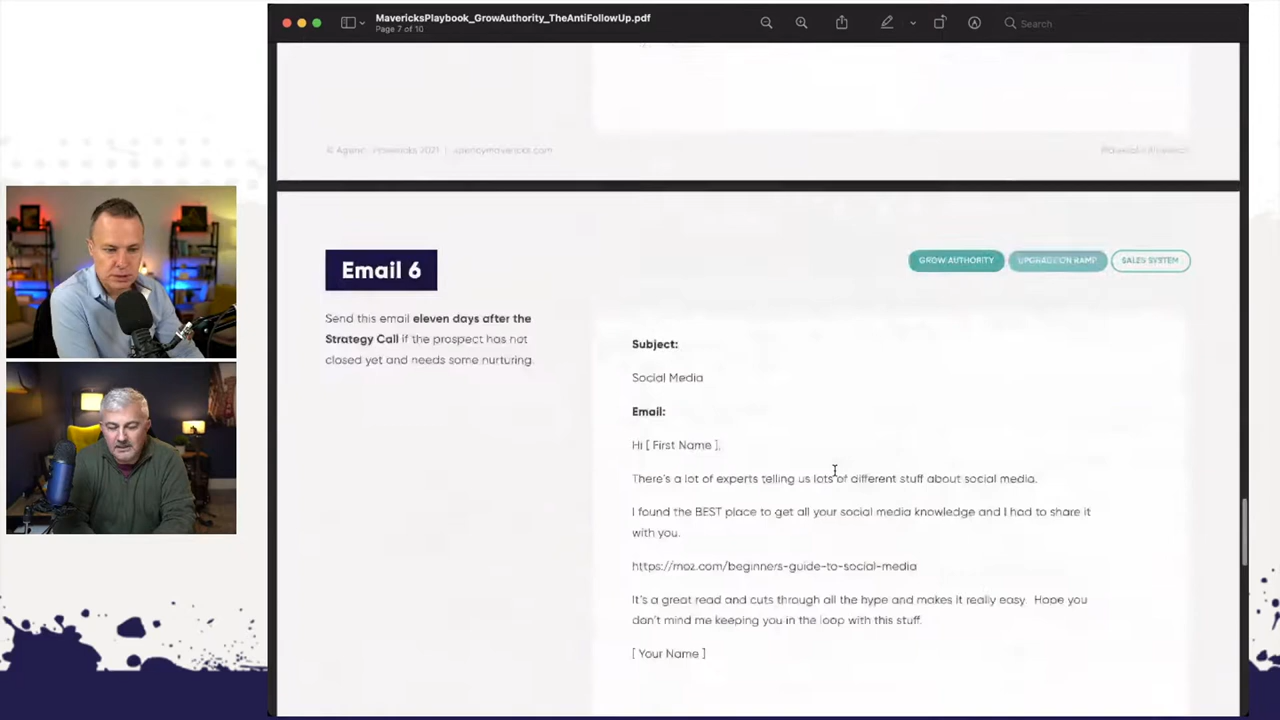 MavericksPlaybook_GrowAuthority_TheAntiFollowUp.pdf
Page 7 of 10
Search
2021 |
Email 6
GROW AUTHORITY
UPGRADE ON RAMP
SALES SYSTEM
Send this email eleven days after the
Strategy Call if the prospect has not
closed yet and needs some nurturing.
Subject:
Social Media
Email:
Hi [ First Name ],
There's a lot of experts telling us lots of different stuff about social media.
I found the BEST place to get all your social media knowledge and I had to share it
with you.
https://moz.com/beginners-guide-to-social-media
It's a great read and cuts through all the hype and makes it really easy. Hope you
don't mind me keeping you in the loop with this stuff.
[ Your Name ]